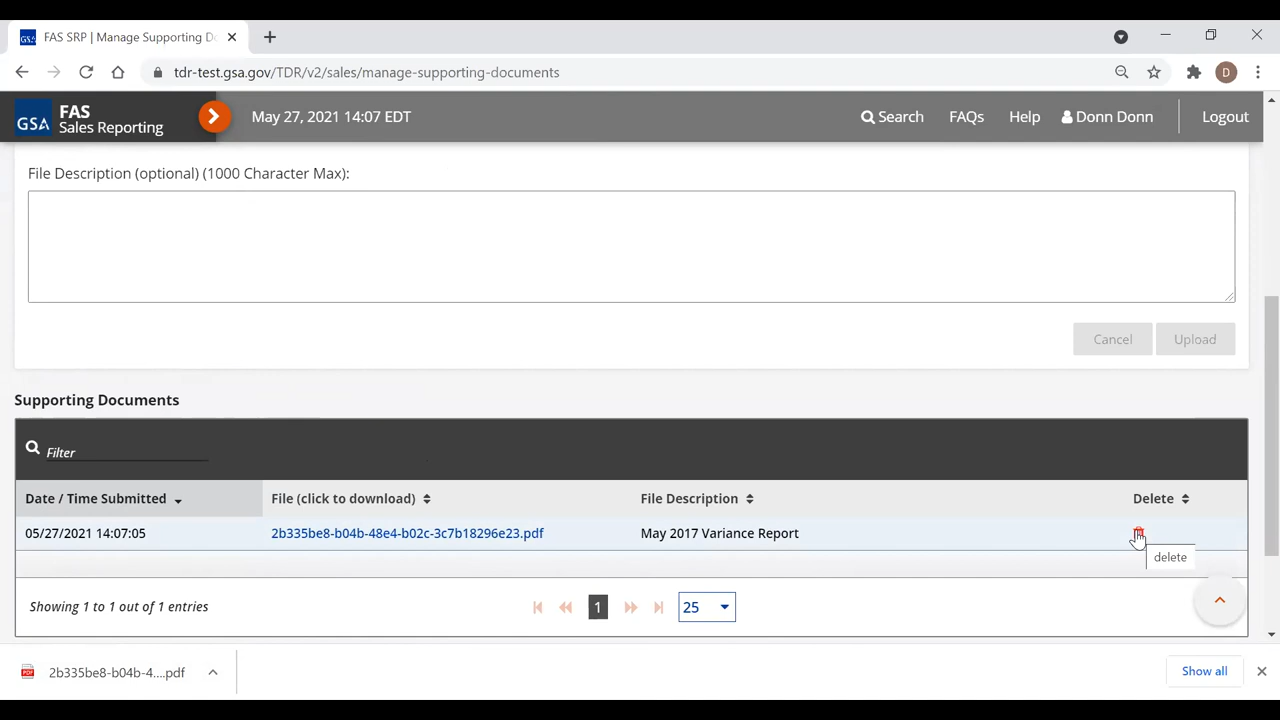 FAS SRP | Manage Supporting Do
tdr-test.gsa.gov/TDR/v2/sales/manage-supporting-documents
D
GSA
FAS
Sales Reporting
May 27, 2021 14:07 EDT
Search
FAQs
Help
Donn Donn
Logout
File Description (optional) (1000 Character Max):
Cancel
Upload
Supporting Documents
Filter
Date / Time Submitted
File (click to download)
File Description
Delete
05/27/2021 14:07:05
2b335be8-b04b-48e4-b02c-3c7b18296e23.pdf
May 2017 Variance Report
delete
Showing 1 to 1 out of 1 entries
1
25
PDF
2b335be8-b04b-4....pdf
Show all